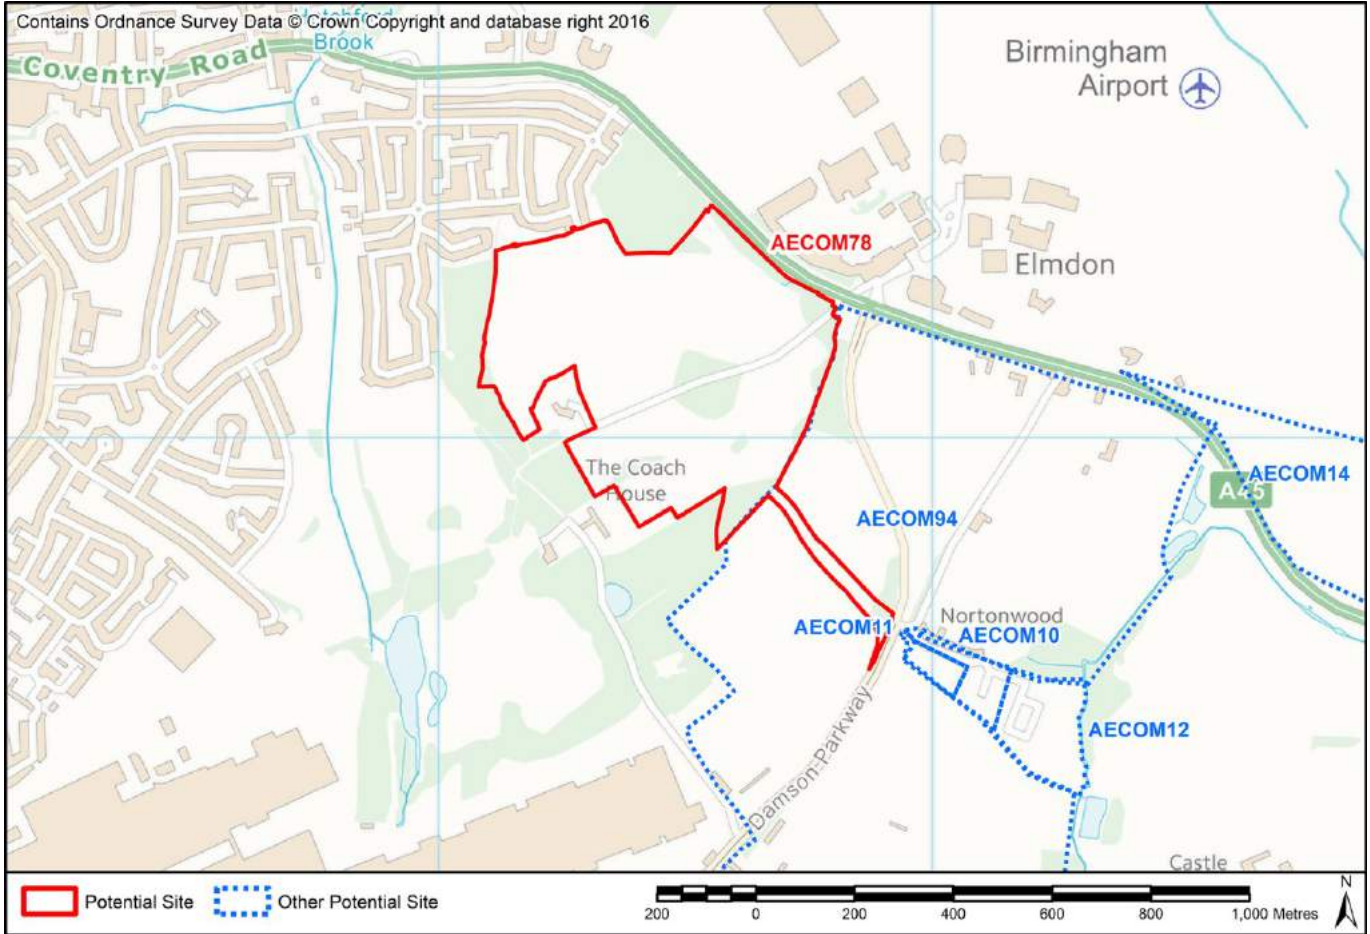 Contains Ordnance Survey Data © Crown Copyright and database right 2016
Brook
Coventry Road
Birmingham
Airport
AECOM78
Elmdon
The Coach
House
AECOM14
A45
AECOM94
Nortonwood
AECOM11
AECOM10
AECOM12
Damson-Parkway
Castle
Potential Site
Other Potential Site
200 0 200 400 600 800 1,000 Metres
N